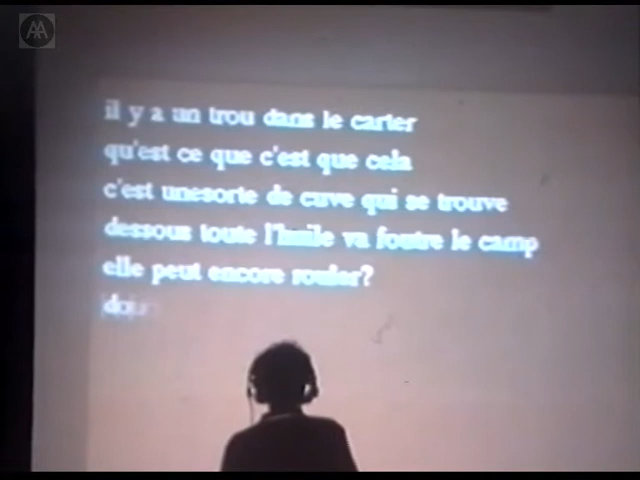 AA
il y a un trou dans le carter
qu'est ce que c'est que cela
c'est unesorte de cuve qui se trouve
dessous toute l'huile va foutre le camp
elle peut encore rouler?